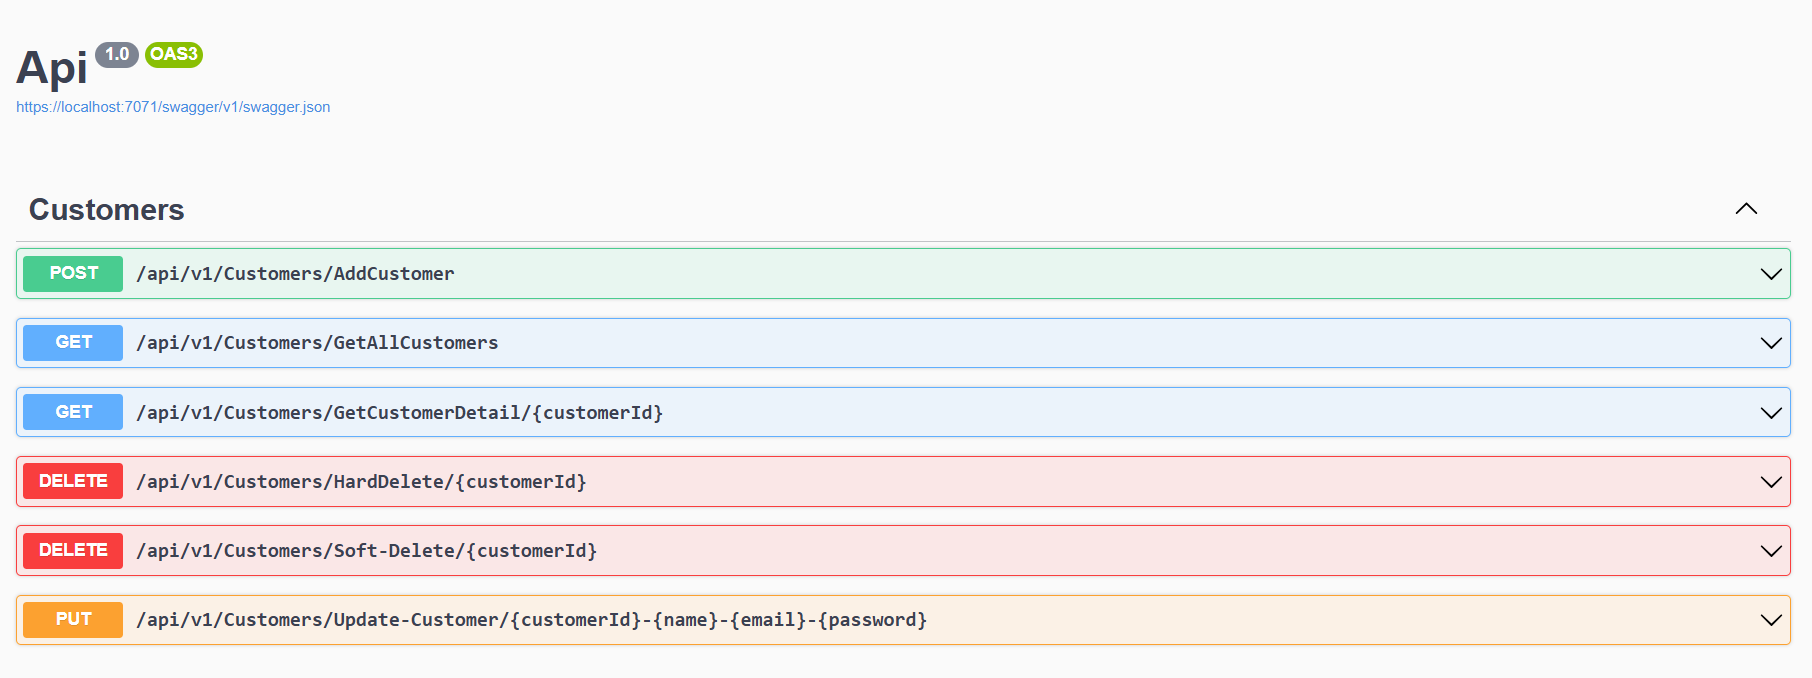 Api 1.0 OAS3
https://localhost:7071/swagger/v1/swagger.json
Customers
POST /api/v1/Customers/AddCustomer
GET /api/v1/Customers/GetAllCustomers
GET /api/v1/Customers/GetCustomerDetail/{customerId}
DELETE /api/v1/Customers/HardDelete/{customerId}
DELETE /api/v1/Customers/Soft-Delete/{customerId}
PUT /api/v1/Customers/Update-Customer/{customerId}-{name}-{email}-{password}